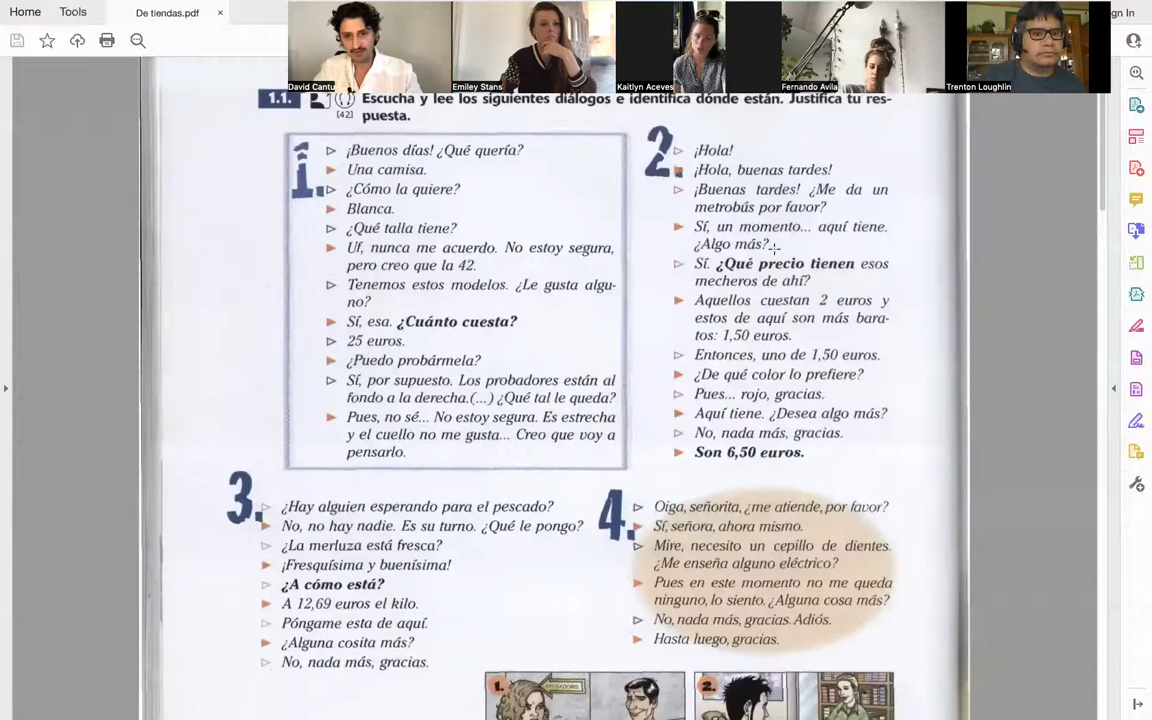 Home
Tools
De tiendas.pdf
×
gn In
David Cantu
Emiley Stans
Kaitlyn Aceves
Fernando Avila
Trenton Loughlin
1.1.
[42]
Escucha y lee los siguientes diálogos e identifica dónde están. Justifica tu res-
puesta.
1.
¡Buenos días! ¿Qué quería?
Una camisa.
¿Cómo la quiere?
Blanca.
¿Qué talla tiene?
Uf, nunca me acuerdo. No estoy segura,
pero creo que la 42.
Tenemos estos modelos. ¿Le gusta algu-
no?
Sí, esa. ¿Cuánto cuesta?
25 euros.
¿Puedo probármela?
Sí, por supuesto. Los probadores están al
fondo a la derecha.(...) ¿Qué tal le queda?
Pues, no sé... No estoy segura. Es estrecha
y el cuello no me gusta... Creo que voy a
pensarlo.
2.
¡Hola!
¡Hola, buenas tardes!
¡Buenas tardes! ¿Me da un
metrobús por favor?
Sí, un momento... aquí tiene.
¿Algo más?
Sí. ¿Qué precio tienen esos
mecheros de ahí?
Aquellos cuestan 2 euros y
estos de aquí son más bara-
tos: 1,50 euros.
Entonces, uno de 1,50 euros.
¿De qué color lo prefiere?
Pues... rojo, gracias.
Aquí tiene. ¿Desea algo más?
No, nada más, gracias.
Son 6,50 euros.
3.
¿Hay alguien esperando para el pescado?
No, no hay nadie. Es su turno. ¿Qué le pongo?
¿La merluza está fresca?
¡Fresquísima y buenísima!
¿A cómo está?
A 12,69 euros el kilo.
Póngame esta de aquí.
¿Alguna cosita más?
No, nada más, gracias.
4.
Oiga, señorita, ¿me atiende, por favor?
Sí, señora, ahora mismo.
Mire, necesito un cepillo de dientes.
¿Me enseña alguno eléctrico?
Pues en este momento no me queda
ninguno, lo siento. ¿Alguna cosa más?
No, nada más, gracias. Adiós.
Hasta luego, gracias.
1.
PROBADORES
2.